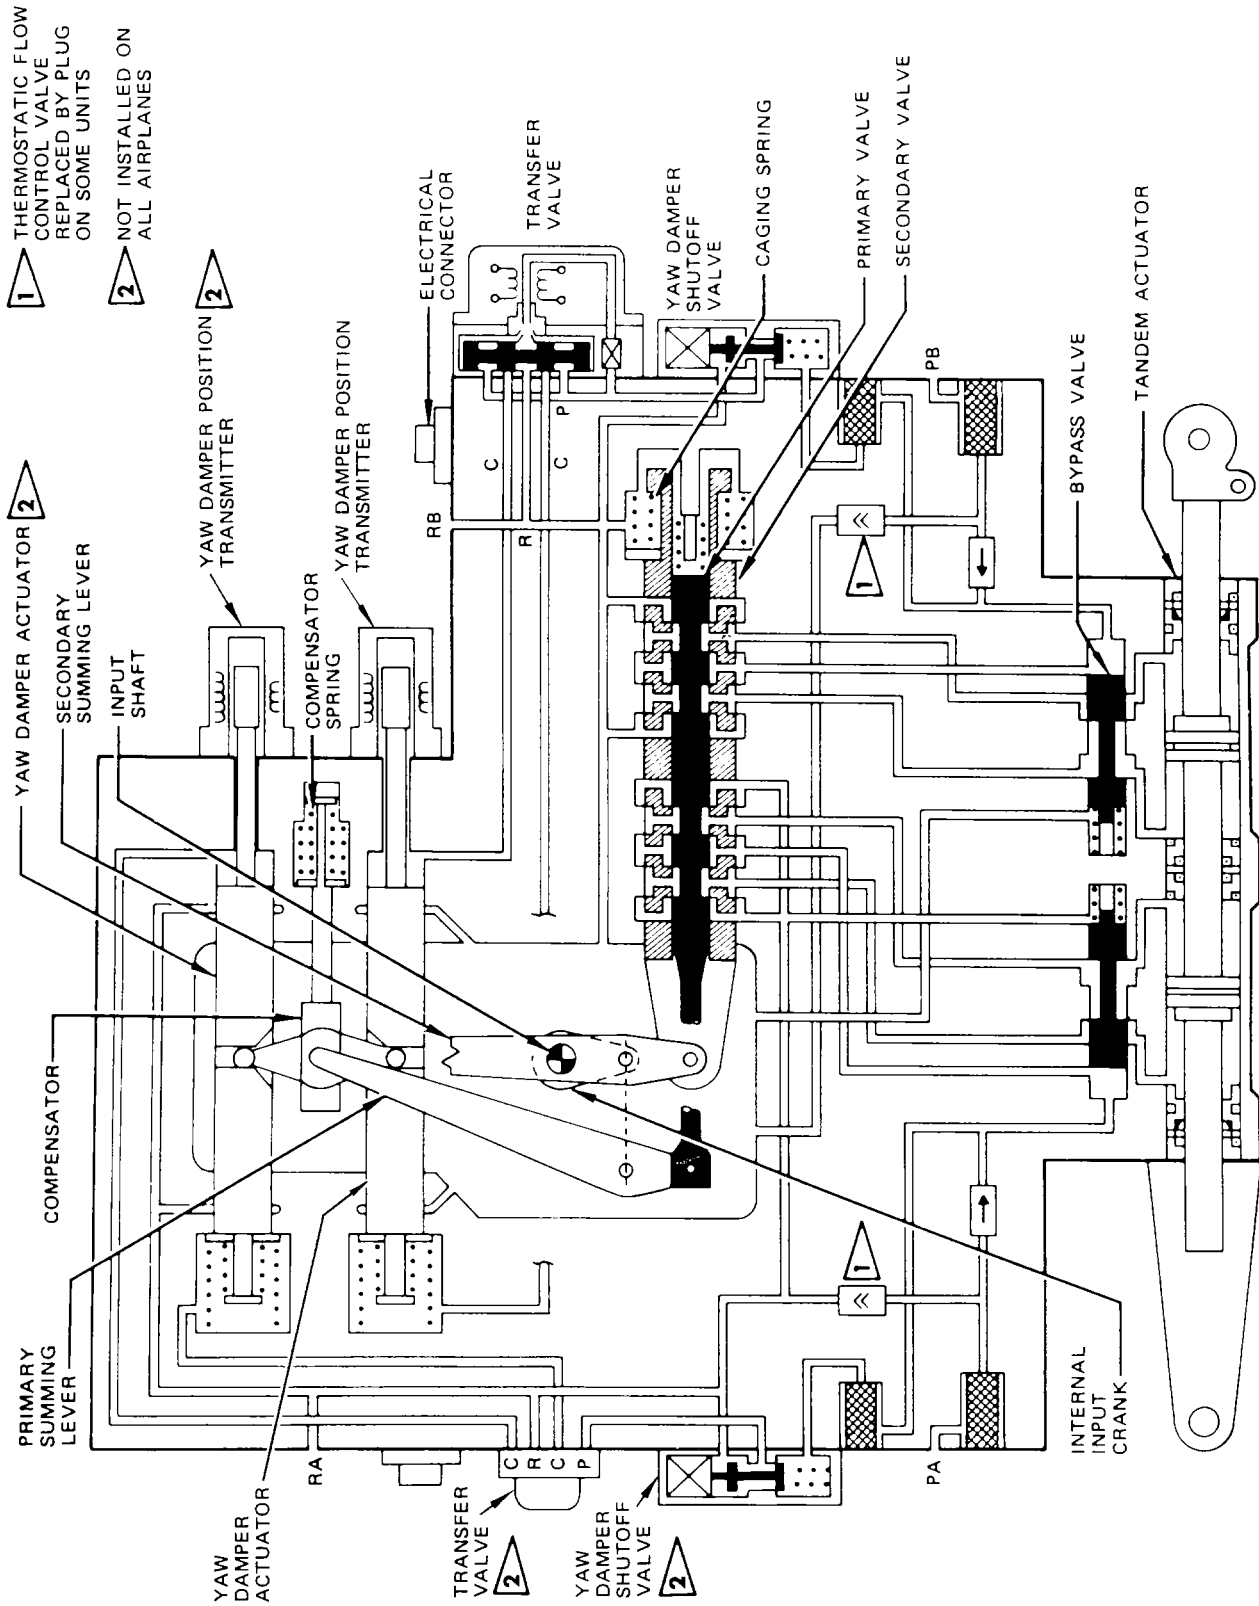 1
THERMOSTATIC FLOW
CONTROL VALVE
REPLACED BY PLUG
ON SOME UNITS
2
NOT INSTALLED ON
ALL AIRPLANES
YAW DAMPER ACTUATOR
2
SECONDARY
SUMMING LEVER
INPUT
SHAFT
YAW DAMPER POSITION
TRANSMITTER
2
COMPENSATOR
SPRING
YAW DAMPER POSITION
TRANSMITTER
ELECTRICAL
CONNECTOR
TRANSFER
VALVE
YAW DAMPER
SHUTOFF
VALVE
CAGING SPRING
PRIMARY VALVE
SECONDARY VALVE
BYPASS VALVE
TANDEM ACTUATOR
RB
R
C
C
P
PB
1
COMPENSATOR
PRIMARY
SUMMING
LEVER
YAW
DAMPER
ACTUATOR
RA
C
R
C
P
TRANSFER
VALVE
2
YAW
DAMPER
SHUTOFF
VALVE
2
1
PA
INTERNAL
INPUT
CRANK